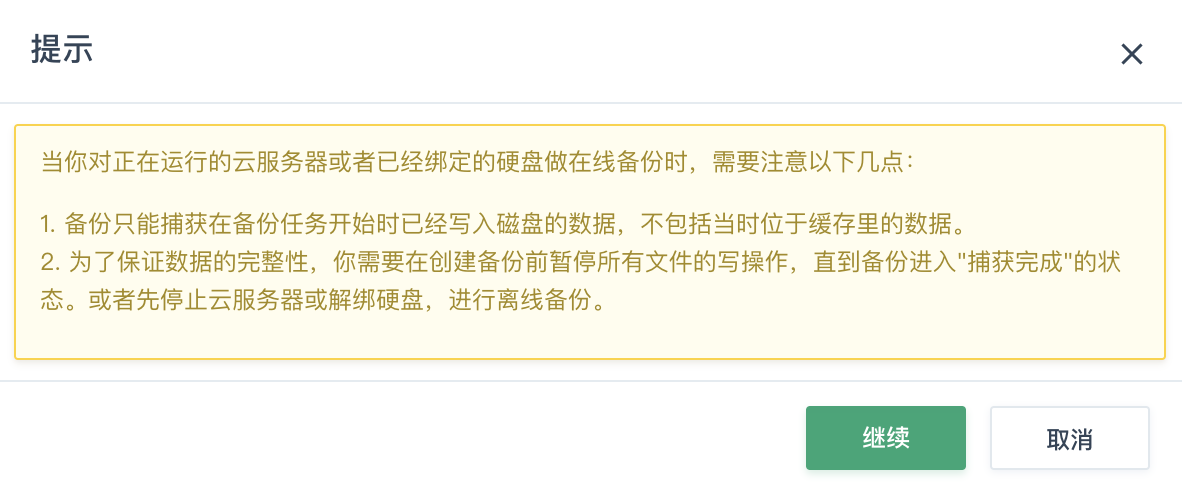 提示
当你对正在运行的云服务器或者已经绑定的硬盘做在线备份时，需要注意以下几点：
1. 备份只能捕获在备份任务开始时已经写入磁盘的数据，不包括当时位于缓存里的数据。
2. 为了保证数据的完整性，你需要在创建备份前暂停所有文件的写操作，直到备份进入"捕获完成"的状
态。或者先停止云服务器或解绑硬盘，进行离线备份。
继续
取消